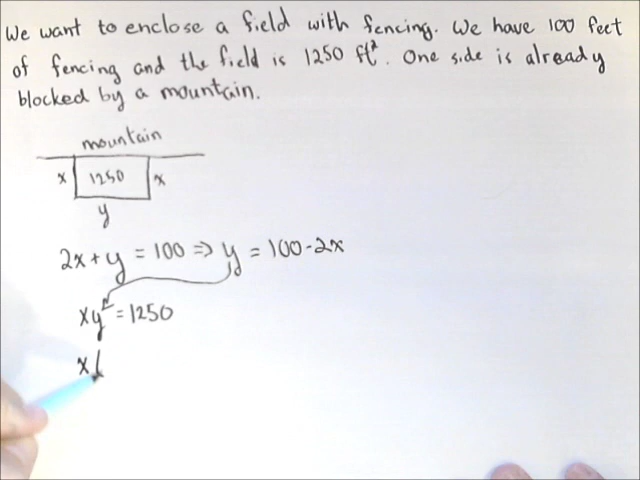 We want to enclose a field with fencing. We have 100 feet
of fencing and the field is 1250 ft². One side is already
blocked by a mountain.
mountain
x 1250 x
y
2x+y = 100 => y = 100-2x
xy = 1250
x(